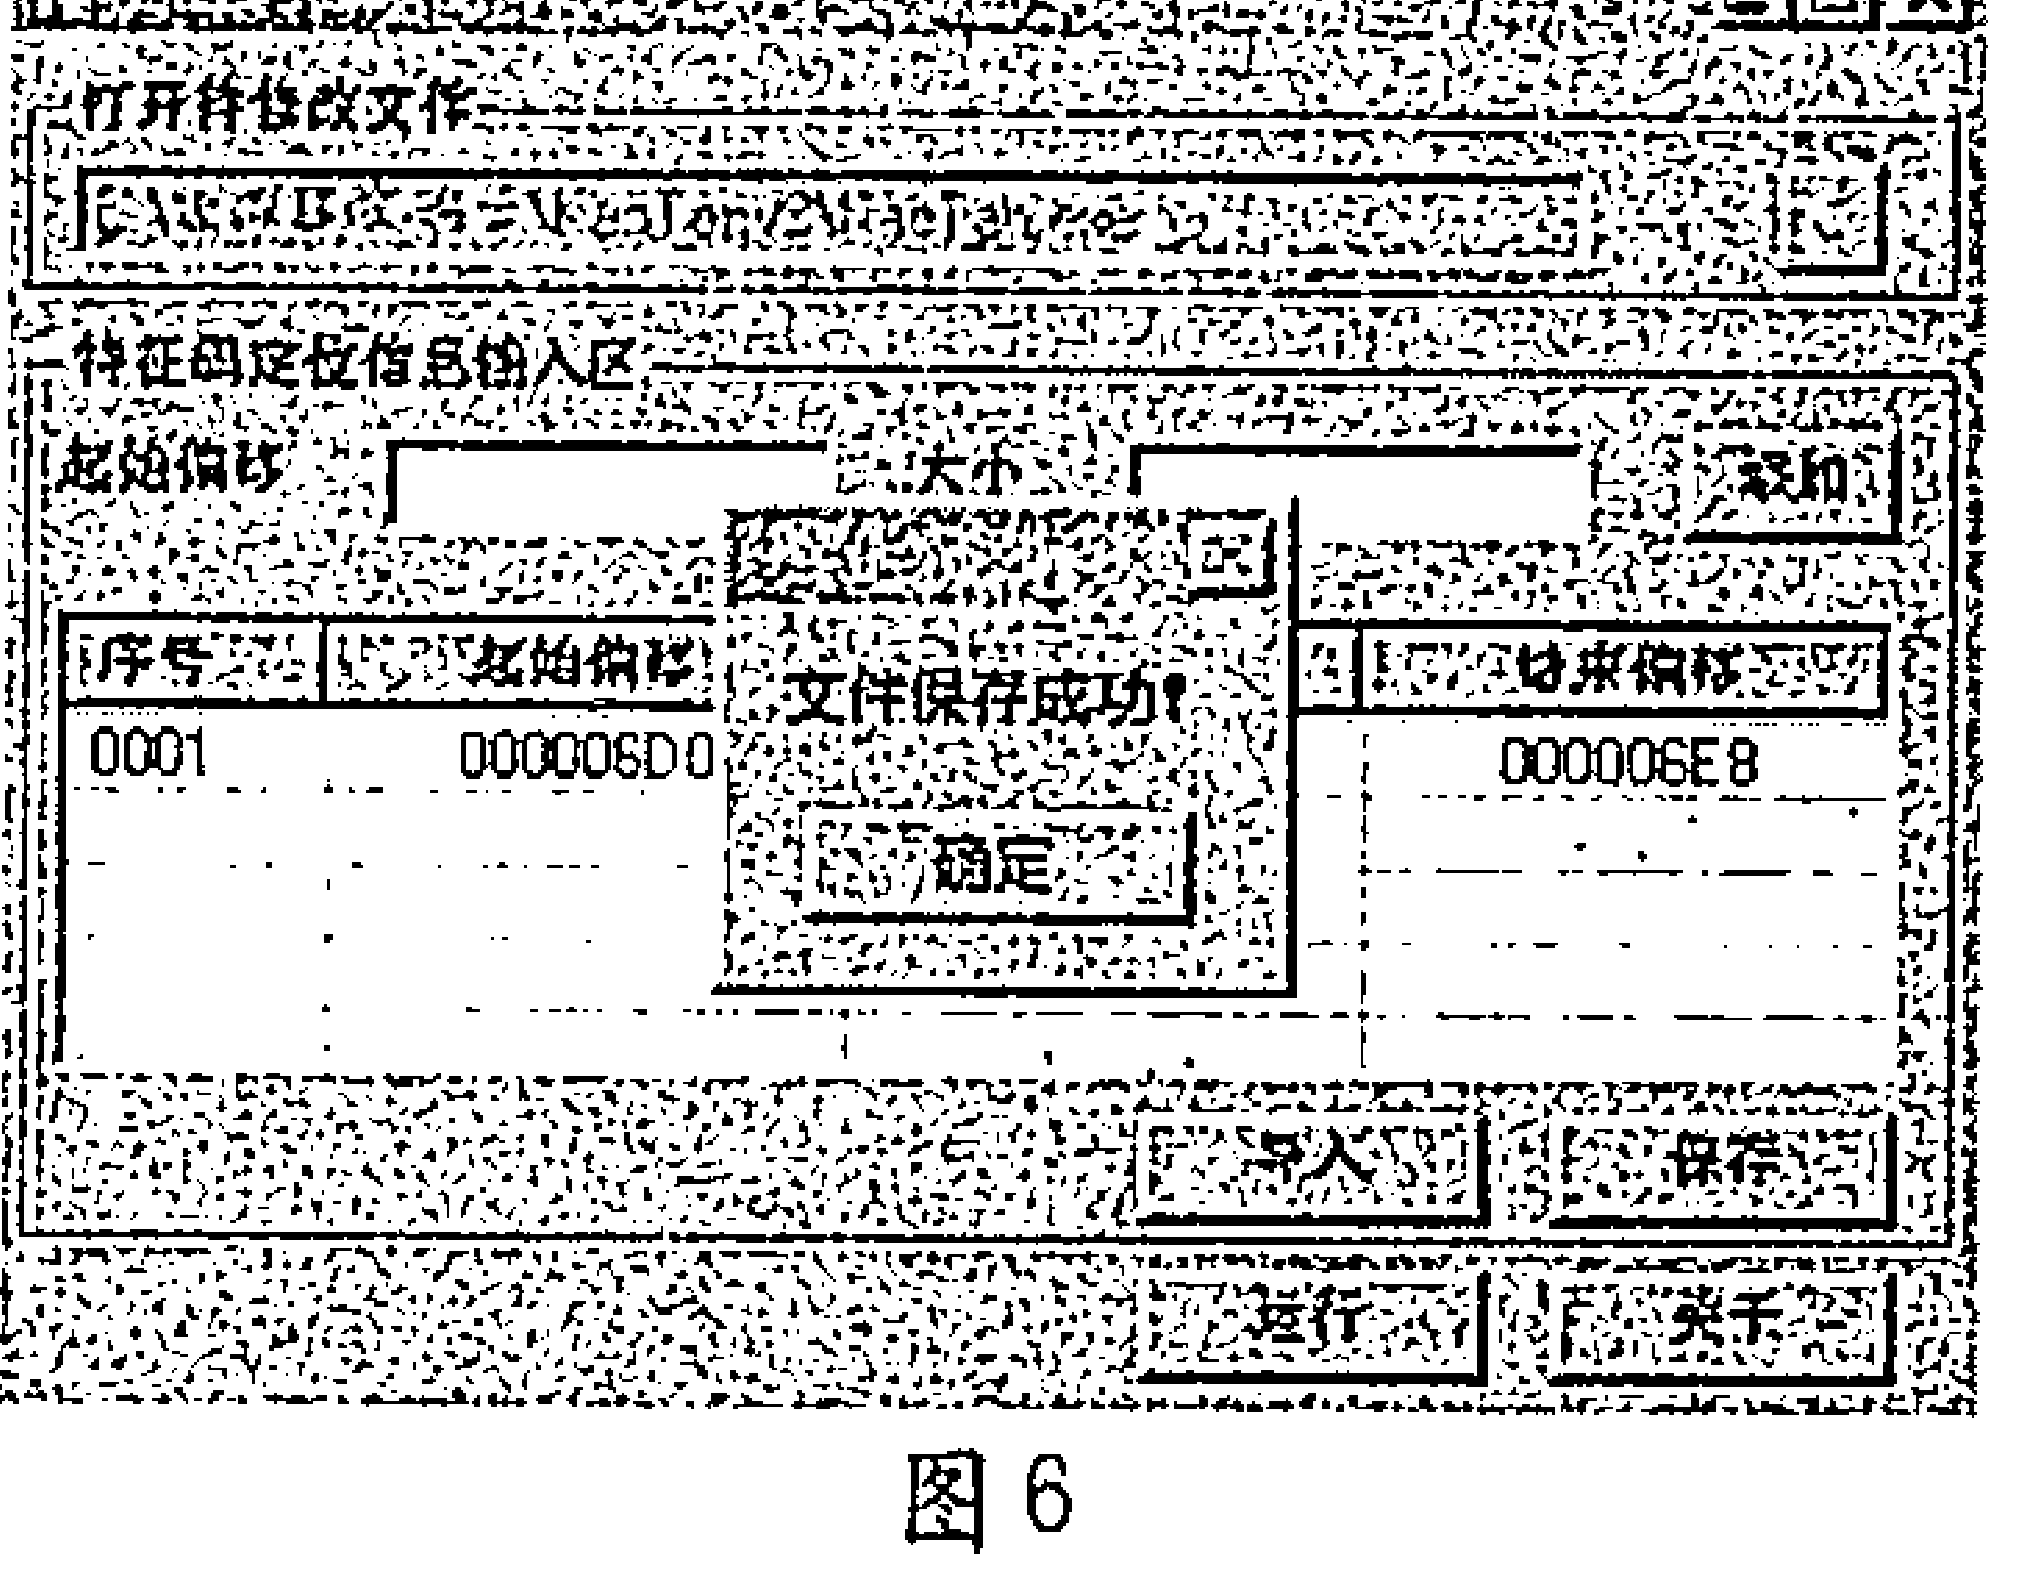 打开待修改文件
特征码定位信息输入区
起始偏移 大小 添加
序号 起始偏移 结束偏移
文件保存成功!
0001 000006D0 000006E8
确定
导入 保存
运行 关于
图 6